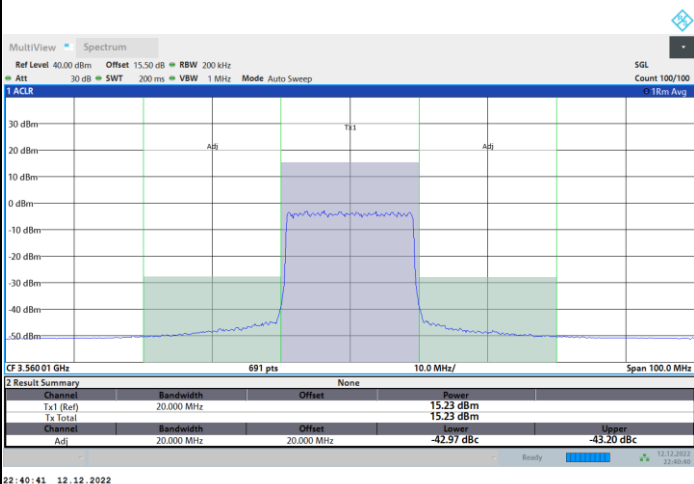 MultiView Spectrum
Ref Level 40.00 dBm Offset 15.50 dB RBW 200 kHz SGL
Att 30 dB SWT 200 ms VBW 1 MHz Mode Auto Sweep Count 100/100
1 ACLR 1Rm Avg
30 dBm
Tx1
20 dBm
Adj Adj
10 dBm
0 dBm
-10 dBm
-20 dBm
-30 dBm
-40 dBm
-50 dBm
CF 3.56001 GHz 691 pts 10.0 MHz/ Span 100.0 MHz
2 Result Summary None
Channel Bandwidth Offset Power
Tx1 (Ref) 20.000 MHz 15.23 dBm
Tx Total 15.23 dBm
Channel Bandwidth Offset Lower Upper
Adj 20.000 MHz 20.000 MHz -42.97 dBc -43.20 dBc
Ready 12.12.2022
22:40:40
22:40:41 12.12.2022